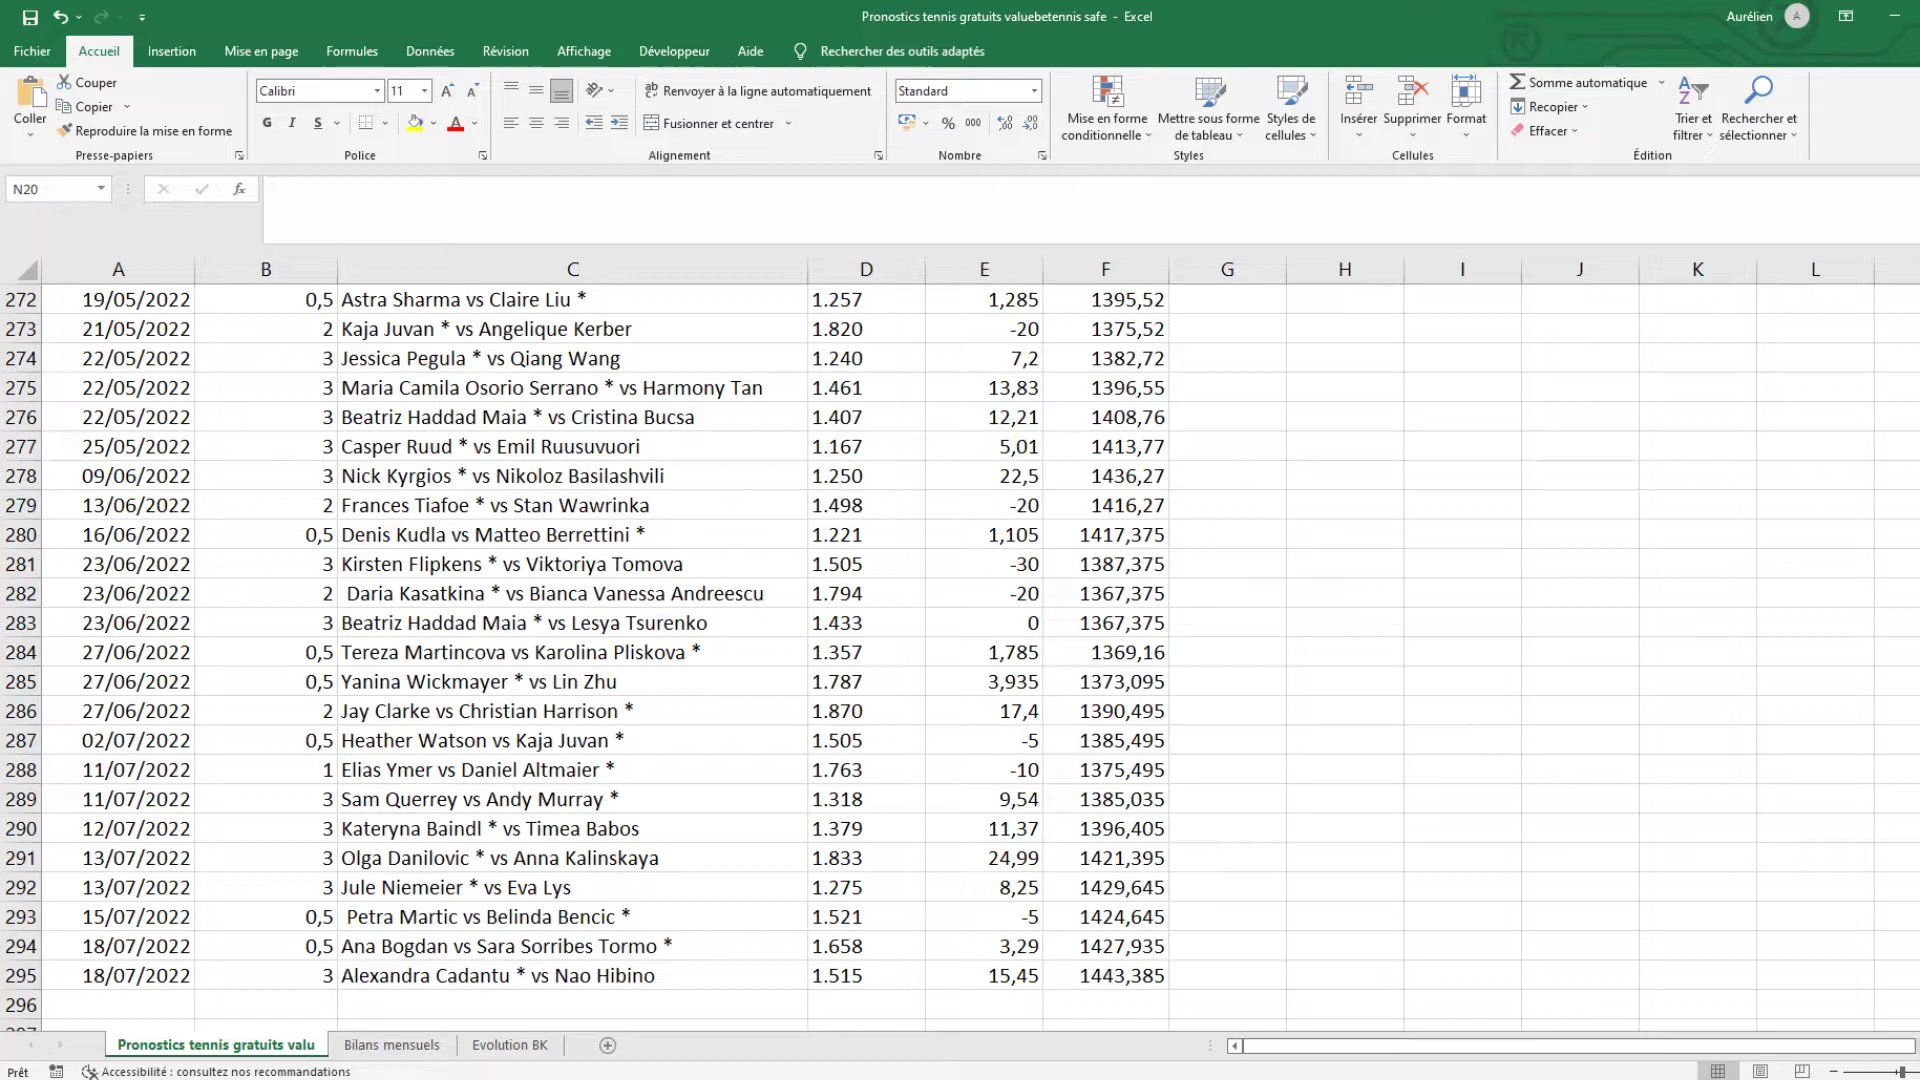 Pronostics tennis gratuits valuebetennis safe - Excel
Aurélien A
Fichier Accueil Insertion Mise en page Formules Données Révision Affichage Développeur Aide Rechercher des outils adaptés
Coller
Couper
Copier
Reproduire la mise en forme
Presse-papiers
Calibri 11
G I S
Police
Renvoyer à la ligne automatiquement
Fusionner et centrer
Alignement
Standard
% 000
Nombre
Mise en forme conditionnelle
Mettre sous forme de tableau
Styles de cellules
Styles
Insérer Supprimer Format
Cellules
Somme automatique
Recopier
Effacer
Trier et filtrer
Rechercher et sélectionner
Édition
N20 fx
A B C D E F G H I J K L
272 19/05/2022 0,5 Astra Sharma vs Claire Liu * 1.257 1,285 1395,52
273 21/05/2022 2 Kaja Juvan * vs Angelique Kerber 1.820 -20 1375,52
274 22/05/2022 3 Jessica Pegula * vs Qiang Wang 1.240 7,2 1382,72
275 22/05/2022 3 Maria Camila Osorio Serrano * vs Harmony Tan 1.461 13,83 1396,55
276 22/05/2022 3 Beatriz Haddad Maia * vs Cristina Bucsa 1.407 12,21 1408,76
277 25/05/2022 3 Casper Ruud * vs Emil Ruusuvuori 1.167 5,01 1413,77
278 09/06/2022 3 Nick Kyrgios * vs Nikoloz Basilashvili 1.250 22,5 1436,27
279 13/06/2022 2 Frances Tiafoe * vs Stan Wawrinka 1.498 -20 1416,27
280 16/06/2022 0,5 Denis Kudla vs Matteo Berrettini * 1.221 1,105 1417,375
281 23/06/2022 3 Kirsten Flipkens * vs Viktoriya Tomova 1.505 -30 1387,375
282 23/06/2022 2 Daria Kasatkina * vs Bianca Vanessa Andreescu 1.794 -20 1367,375
283 23/06/2022 3 Beatriz Haddad Maia * vs Lesya Tsurenko 1.433 0 1367,375
284 27/06/2022 0,5 Tereza Martincova vs Karolina Pliskova * 1.357 1,785 1369,16
285 27/06/2022 0,5 Yanina Wickmayer * vs Lin Zhu 1.787 3,935 1373,095
286 27/06/2022 2 Jay Clarke vs Christian Harrison * 1.870 17,4 1390,495
287 02/07/2022 0,5 Heather Watson vs Kaja Juvan * 1.505 -5 1385,495
288 11/07/2022 1 Elias Ymer vs Daniel Altmaier * 1.763 -10 1375,495
289 11/07/2022 3 Sam Querrey vs Andy Murray * 1.318 9,54 1385,035
290 12/07/2022 3 Kateryna Baindl * vs Timea Babos 1.379 11,37 1396,405
291 13/07/2022 3 Olga Danilovic * vs Anna Kalinskaya 1.833 24,99 1421,395
292 13/07/2022 3 Jule Niemeier * vs Eva Lys 1.275 8,25 1429,645
293 15/07/2022 0,5 Petra Martic vs Belinda Bencic * 1.521 -5 1424,645
294 18/07/2022 0,5 Ana Bogdan vs Sara Sorribes Tormo * 1.658 3,29 1427,935
295 18/07/2022 3 Alexandra Cadantu * vs Nao Hibino 1.515 15,45 1443,385
296
Pronostics tennis gratuits valu Bilans mensuels Evolution BK
Prêt Accessibilité : consultez nos recommandations